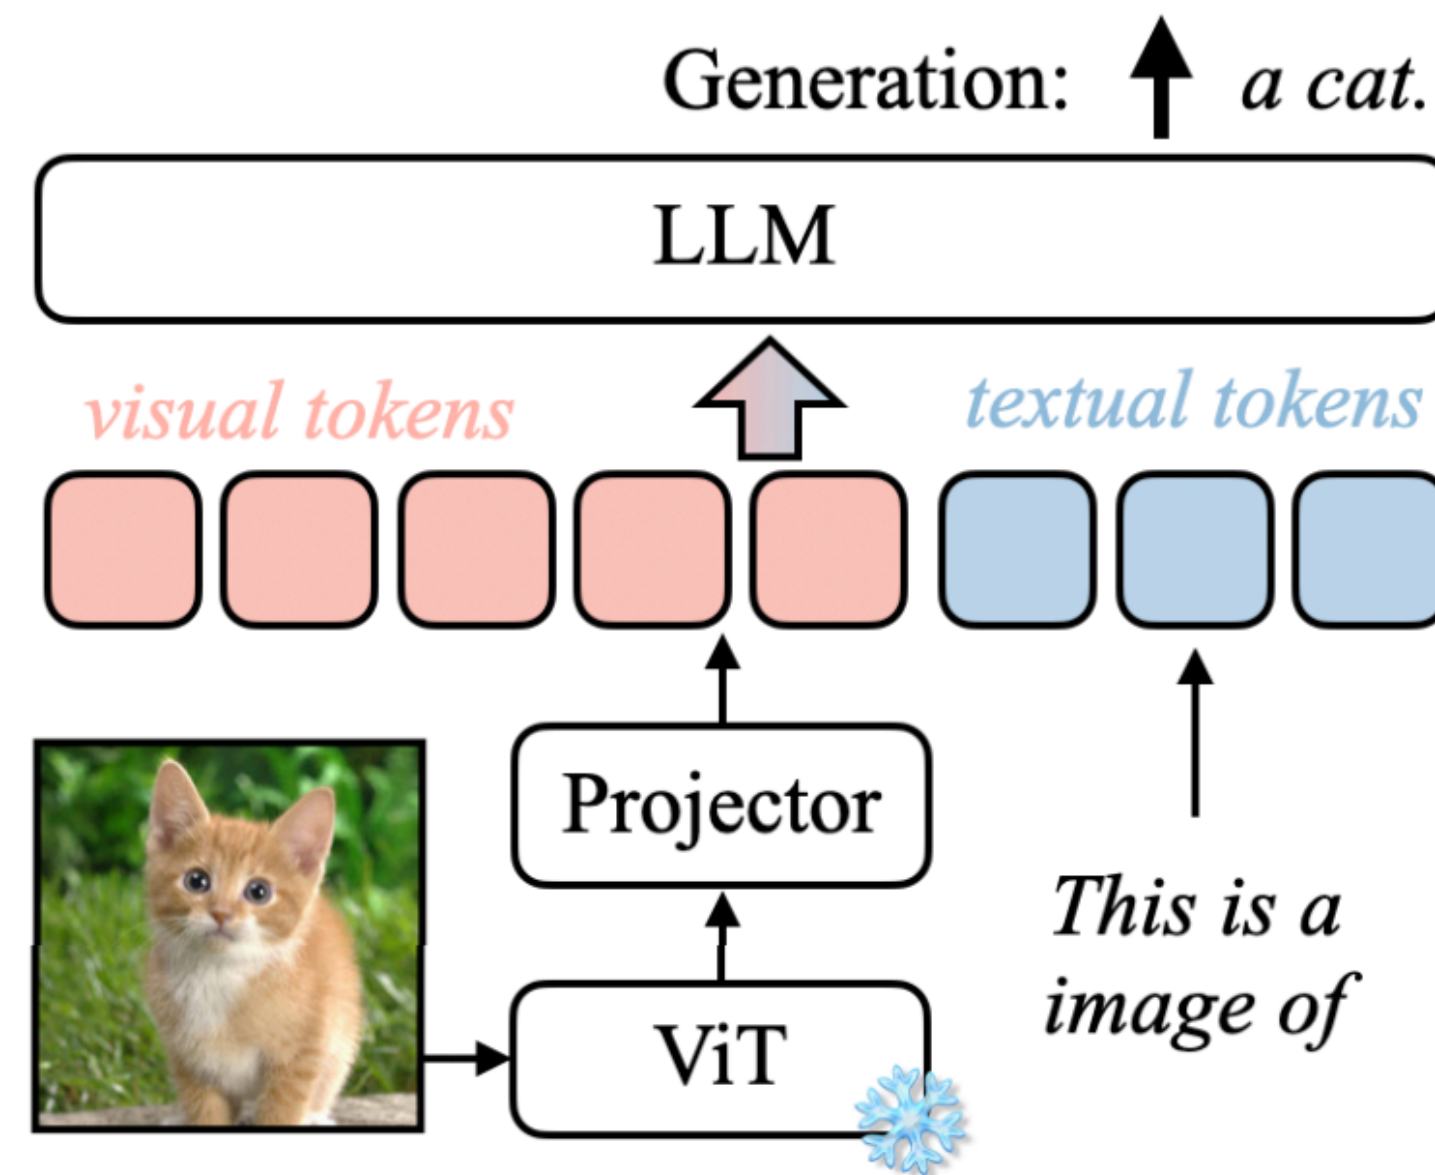 Generation: a cat.
LLM
visual tokens
textual tokens
Projector
This is a
image of
ViT